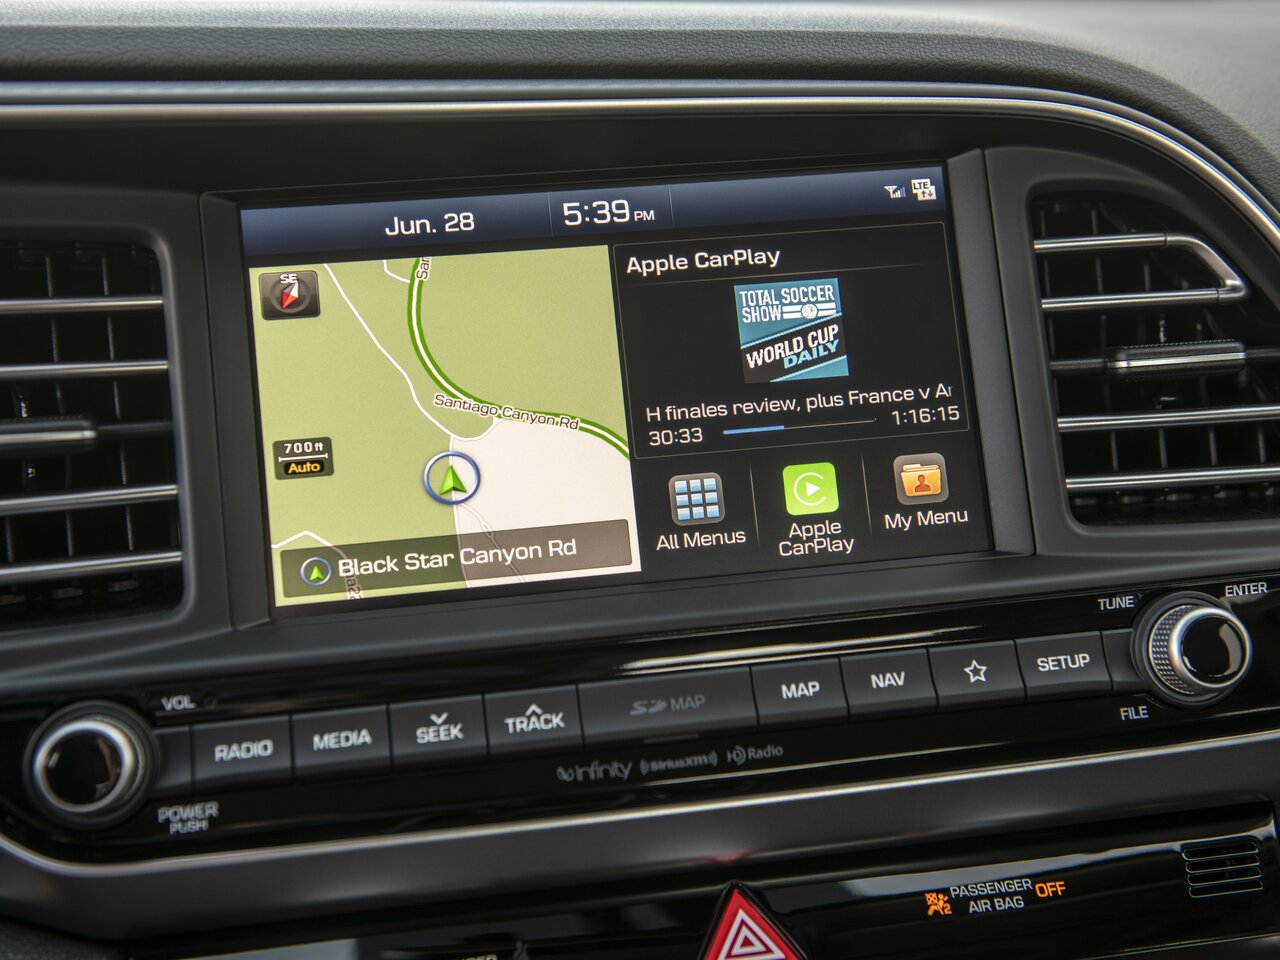 Jun. 28
5:39 PM
LTE
SE
San
Apple CarPlay
TOTAL SOCCER
SHOW
WORLD CUP
DAILY
Santiago Canyon Rd
H finales review, plus France v Ar
30:33
1:16:15
700ft
Auto
Black Star Canyon Rd
All Menus
Apple
CarPlay
My Menu
TUNE
ENTER
VOL
RADIO
MEDIA
SEEK
TRACK
SD MAP
MAP
NAV
SETUP
FILE
POWER
PUSH
Infinity
((SiriusXM))
HD Radio
PASSENGER
AIR BAG
OFF